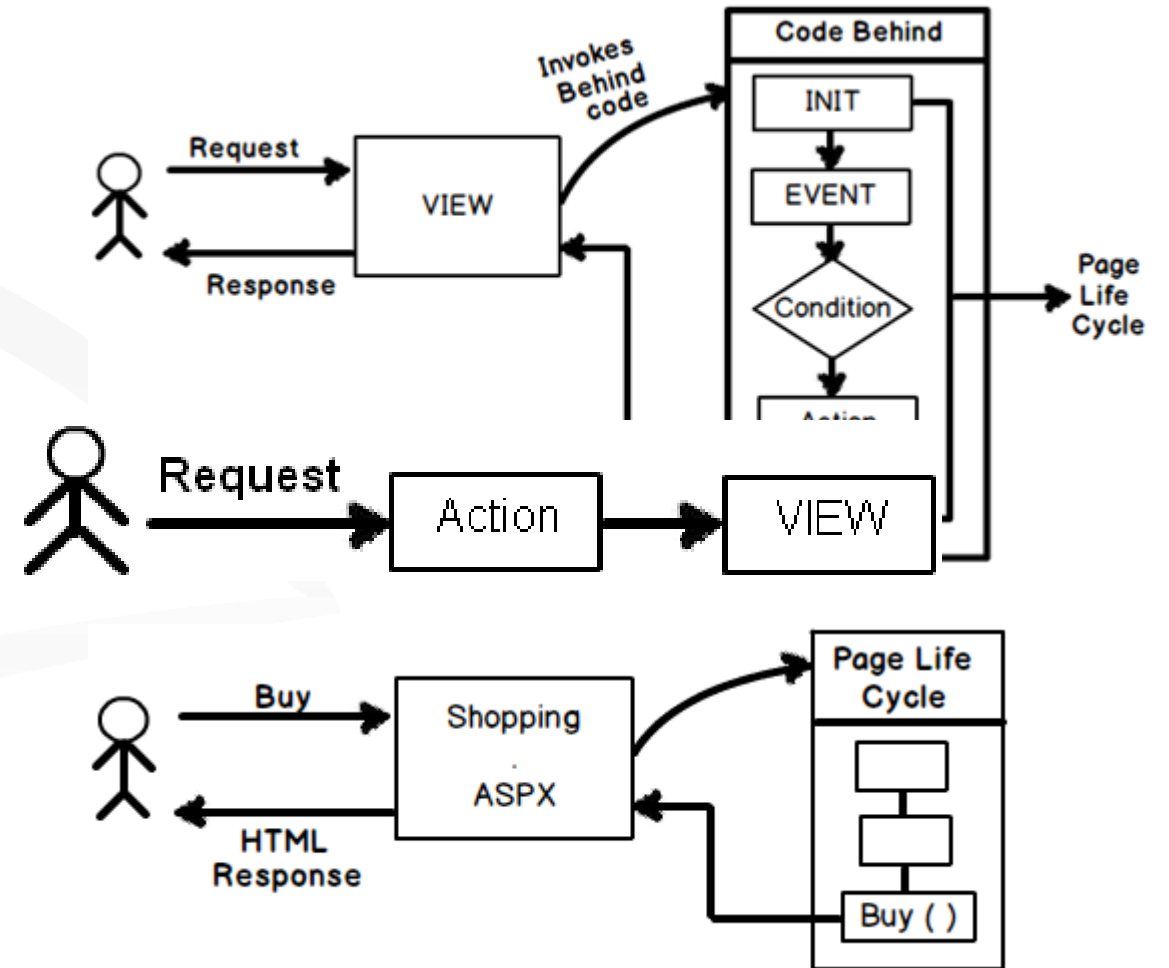 Code Behind
Invokes
Behind
code
INIT
Request
EVENT
VIEW
Response
Condition
Page
Life
Cycle
Request
Action
VIEW
Page Life
Cycle
Buy
Shopping
.
ASPX
HTML
Response
Buy ( )